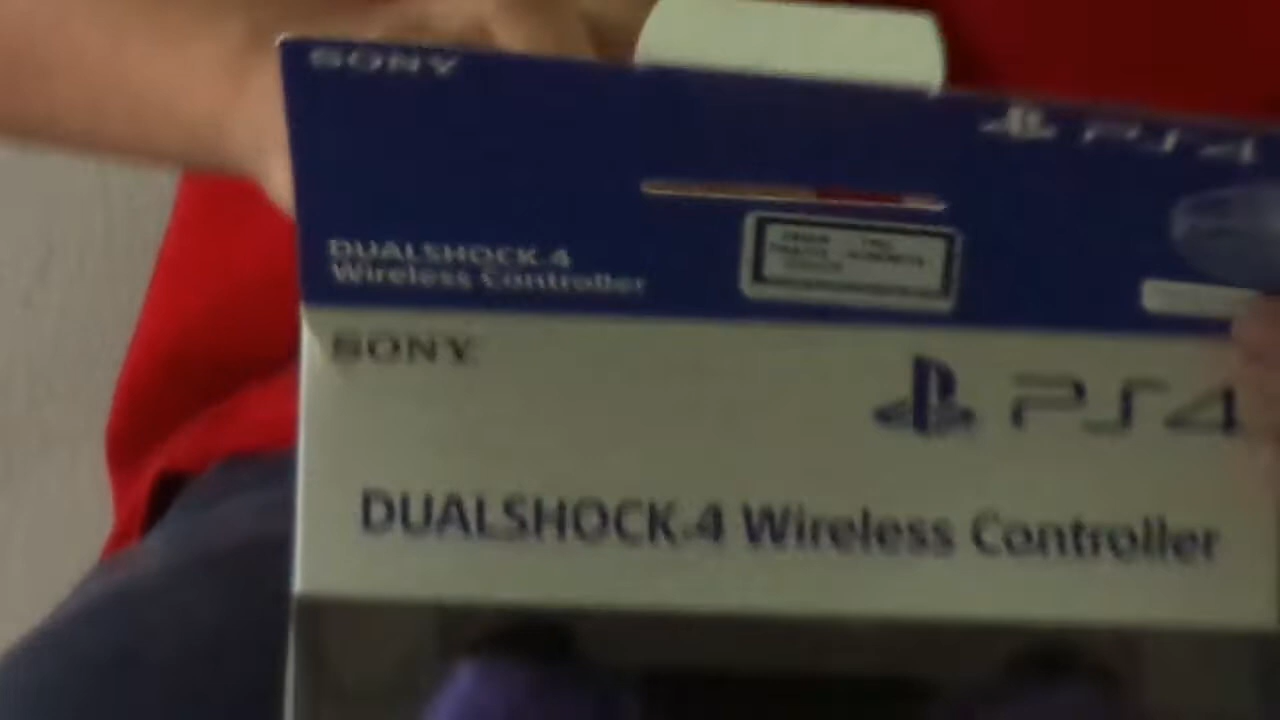 SONY
PS4
DUALSHOCK 4
Wireless Controller
SONY
PS4
DUALSHOCK 4 Wireless Controller